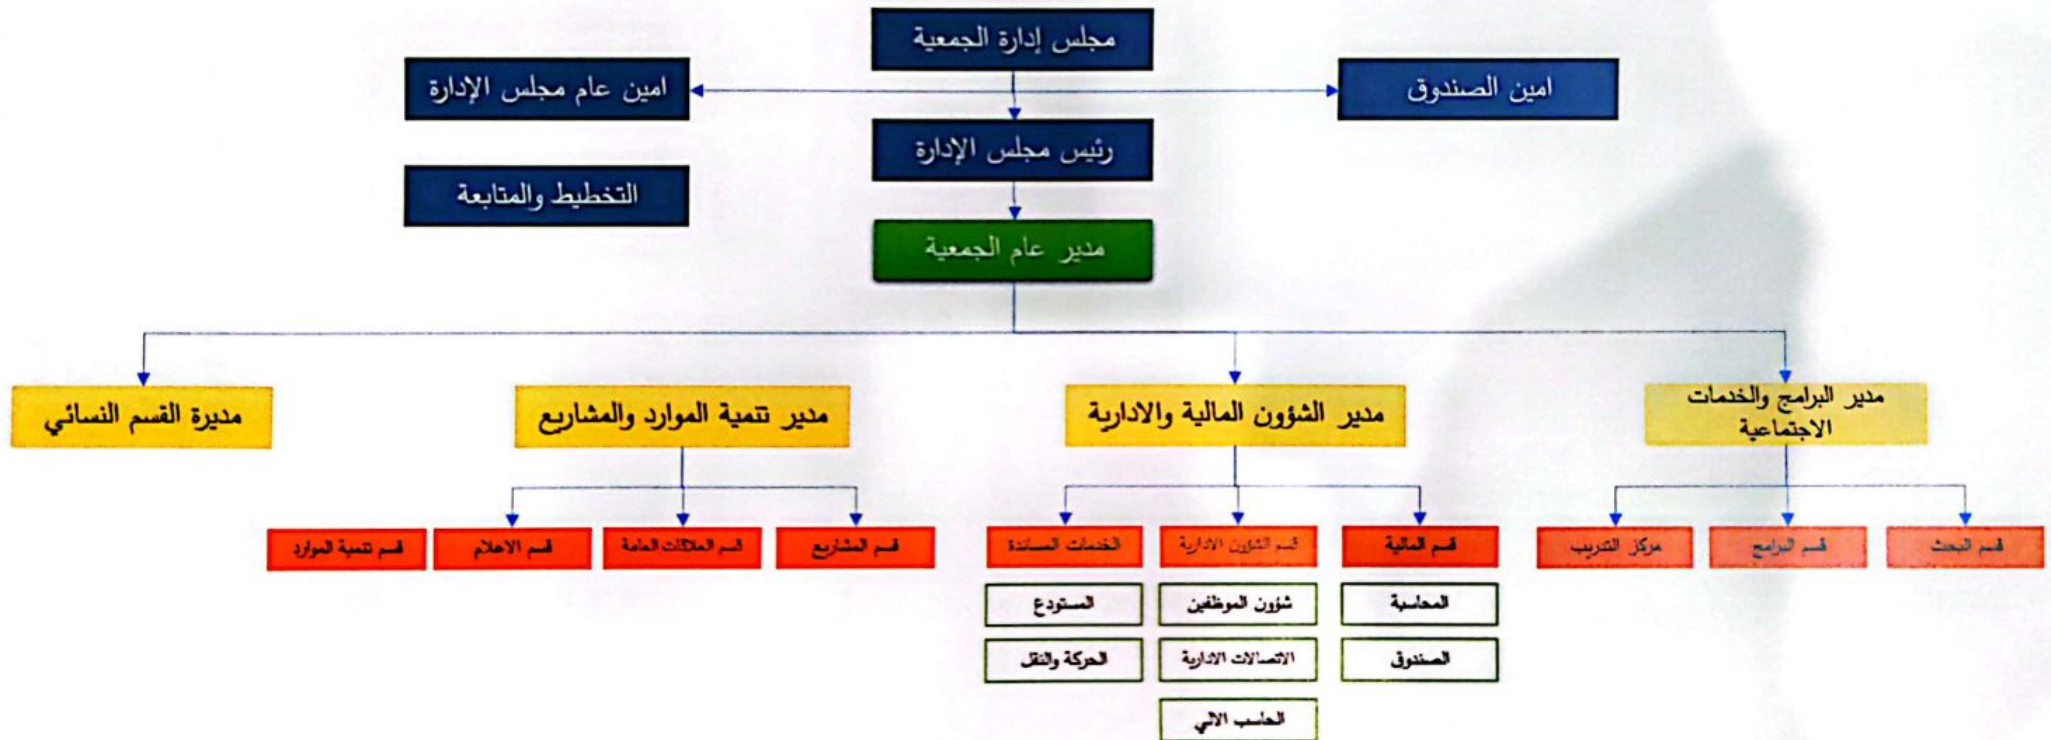 مجلس إدارة الجمعية
امين الصندوق
امين عام مجلس الإدارة
رئيس مجلس الإدارة
التخطيط والمتابعة
مدير عام الجمعية
مدير البرامج والخدمات
الاجتماعية
مدير الشؤون المالية والادارية
مدير تنمية الموارد والمشاريع
مديرة القسم النسائي
قسم البحث
قسم البرامج
مركز التدريب
قسم المالية
قسم الشؤون الادارية
الخدمات المساندة
قسم المشاريع
قسم العلاقات العامة
قسم الاعلام
قسم تنمية الموارد
المحاسبة
شؤون الموظفين
المستودع
الصندوق
الاتصالات الادارية
الحركة والنقل
الحاسب الالي